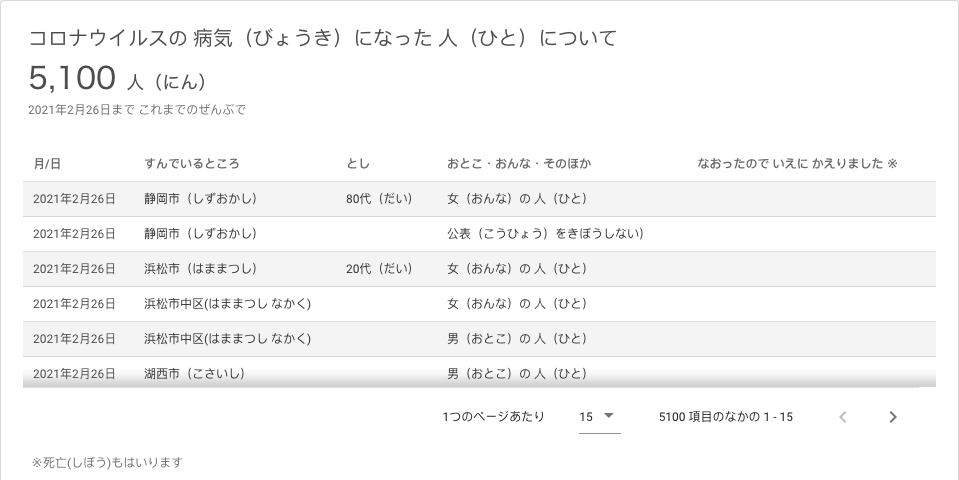 コロナウイルスの 病気（びょうき）になった 人（ひと）について
5,100 人（にん）
2021年2月26日まで これまでのぜんぶで
月/日 すんでいるところ とし おとこ・おんな・そのほか なおったので いえに かえりました ※
2021年2月26日 静岡市（しずおかし） 80代（だい） 女（おんな）の 人（ひと）
2021年2月26日 静岡市（しずおかし） 公表（こうひょう）をきぼうしない）
2021年2月26日 浜松市（はままつし） 20代（だい） 女（おんな）の 人（ひと）
2021年2月26日 浜松市中区(はままつし なかく) 女（おんな）の 人（ひと）
2021年2月26日 浜松市中区(はままつし なかく) 男（おとこ）の 人（ひと）
2021年2月26日 湖西市（こさいし） 男（おとこ）の 人（ひと）
1つのページあたり 15 5100 項目のなかの 1 - 15
※死亡(しぼう)もはいります